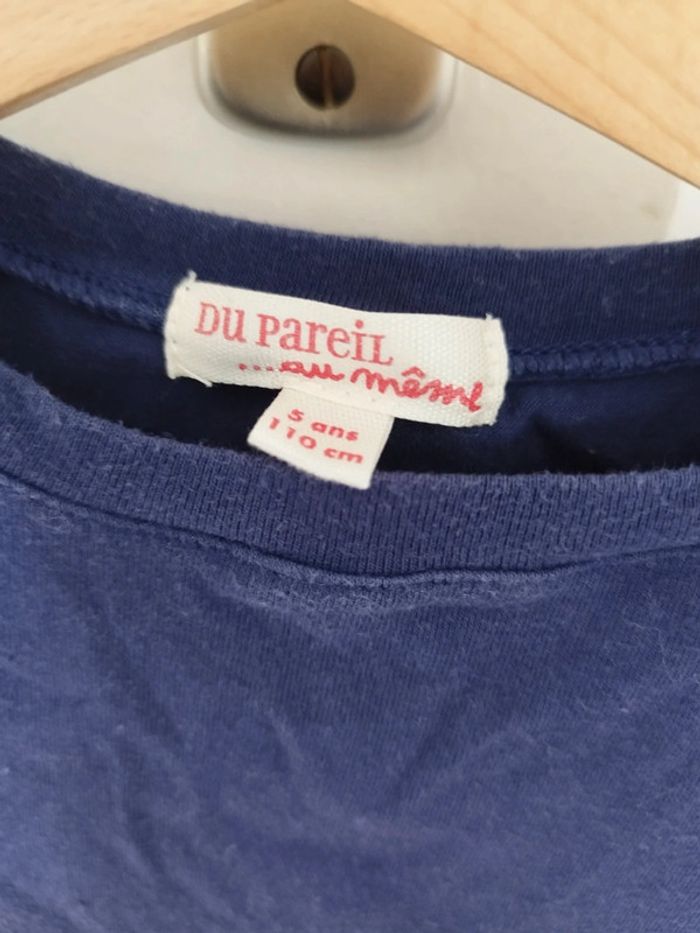 DU PareiL
...au même
5 ans
110 cm